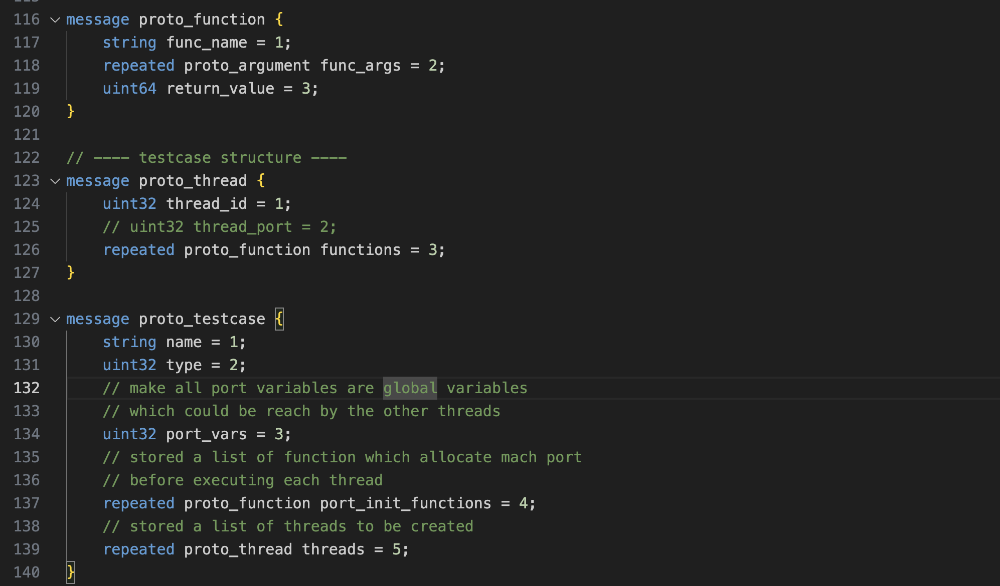 116 message proto_function {
117 string func_name = 1;
118 repeated proto_argument func_args = 2;
119 uint64 return_value = 3;
120 }
121
122 // ---- testcase structure ----
123 message proto_thread {
124 uint32 thread_id = 1;
125 // uint32 thread_port = 2;
126 repeated proto_function functions = 3;
127 }
128
129 message proto_testcase {
130 string name = 1;
131 uint32 type = 2;
132 // make all port variables are global variables
133 // which could be reach by the other threads
134 uint32 port_vars = 3;
135 // stored a list of function which allocate mach port
136 // before executing each thread
137 repeated proto_function port_init_functions = 4;
138 // stored a list of threads to be created
139 repeated proto_thread threads = 5;
140 }